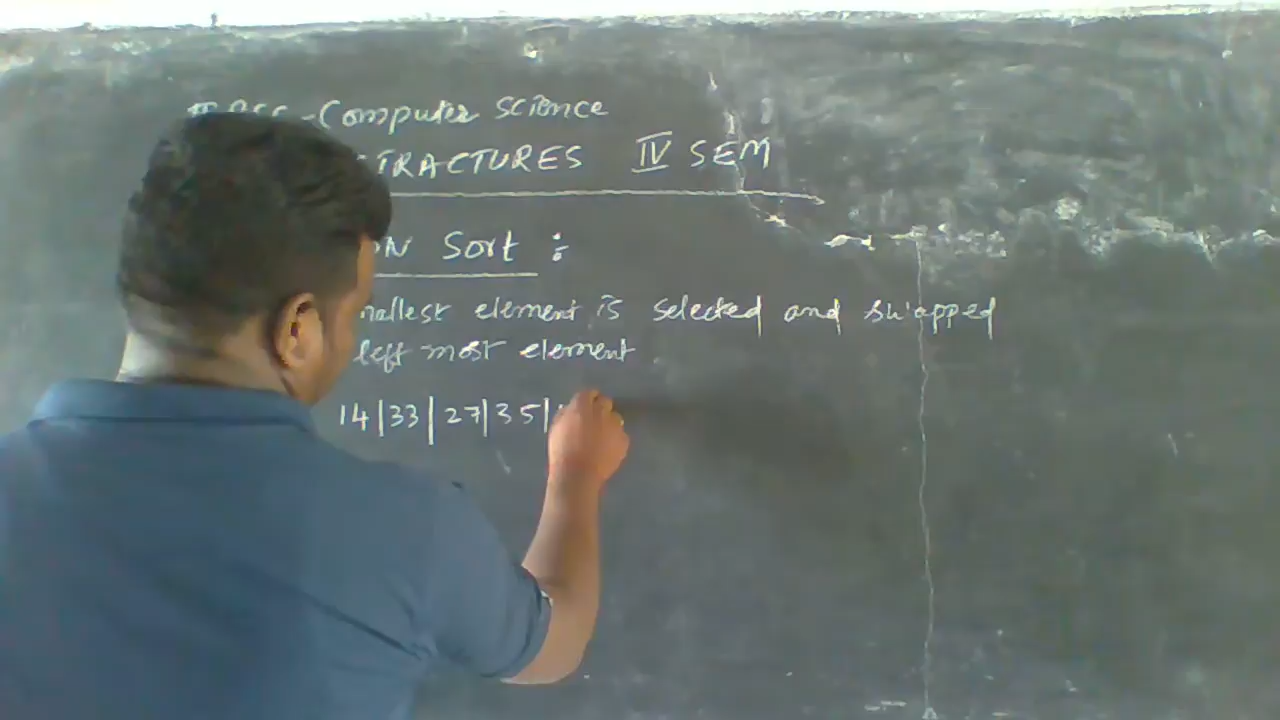 Computer Science
TRACTURES IV SEM
ON Sort :
mallest element is selected and swapped
left most element.
14|33|27|35|